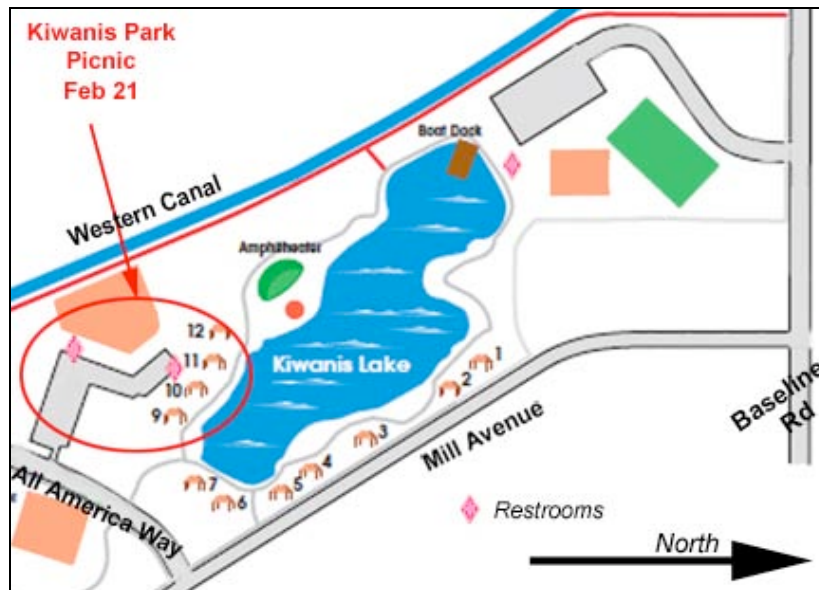 Kiwanis Park
Picnic
Feb 21
Boat Dock
Western Canal
Amphitheater
12
11
10
9
Kiwanis Lake
1
2
3
4
5
6
7
Mill Avenue
Baseline
Rd
All America Way
Restrooms
North